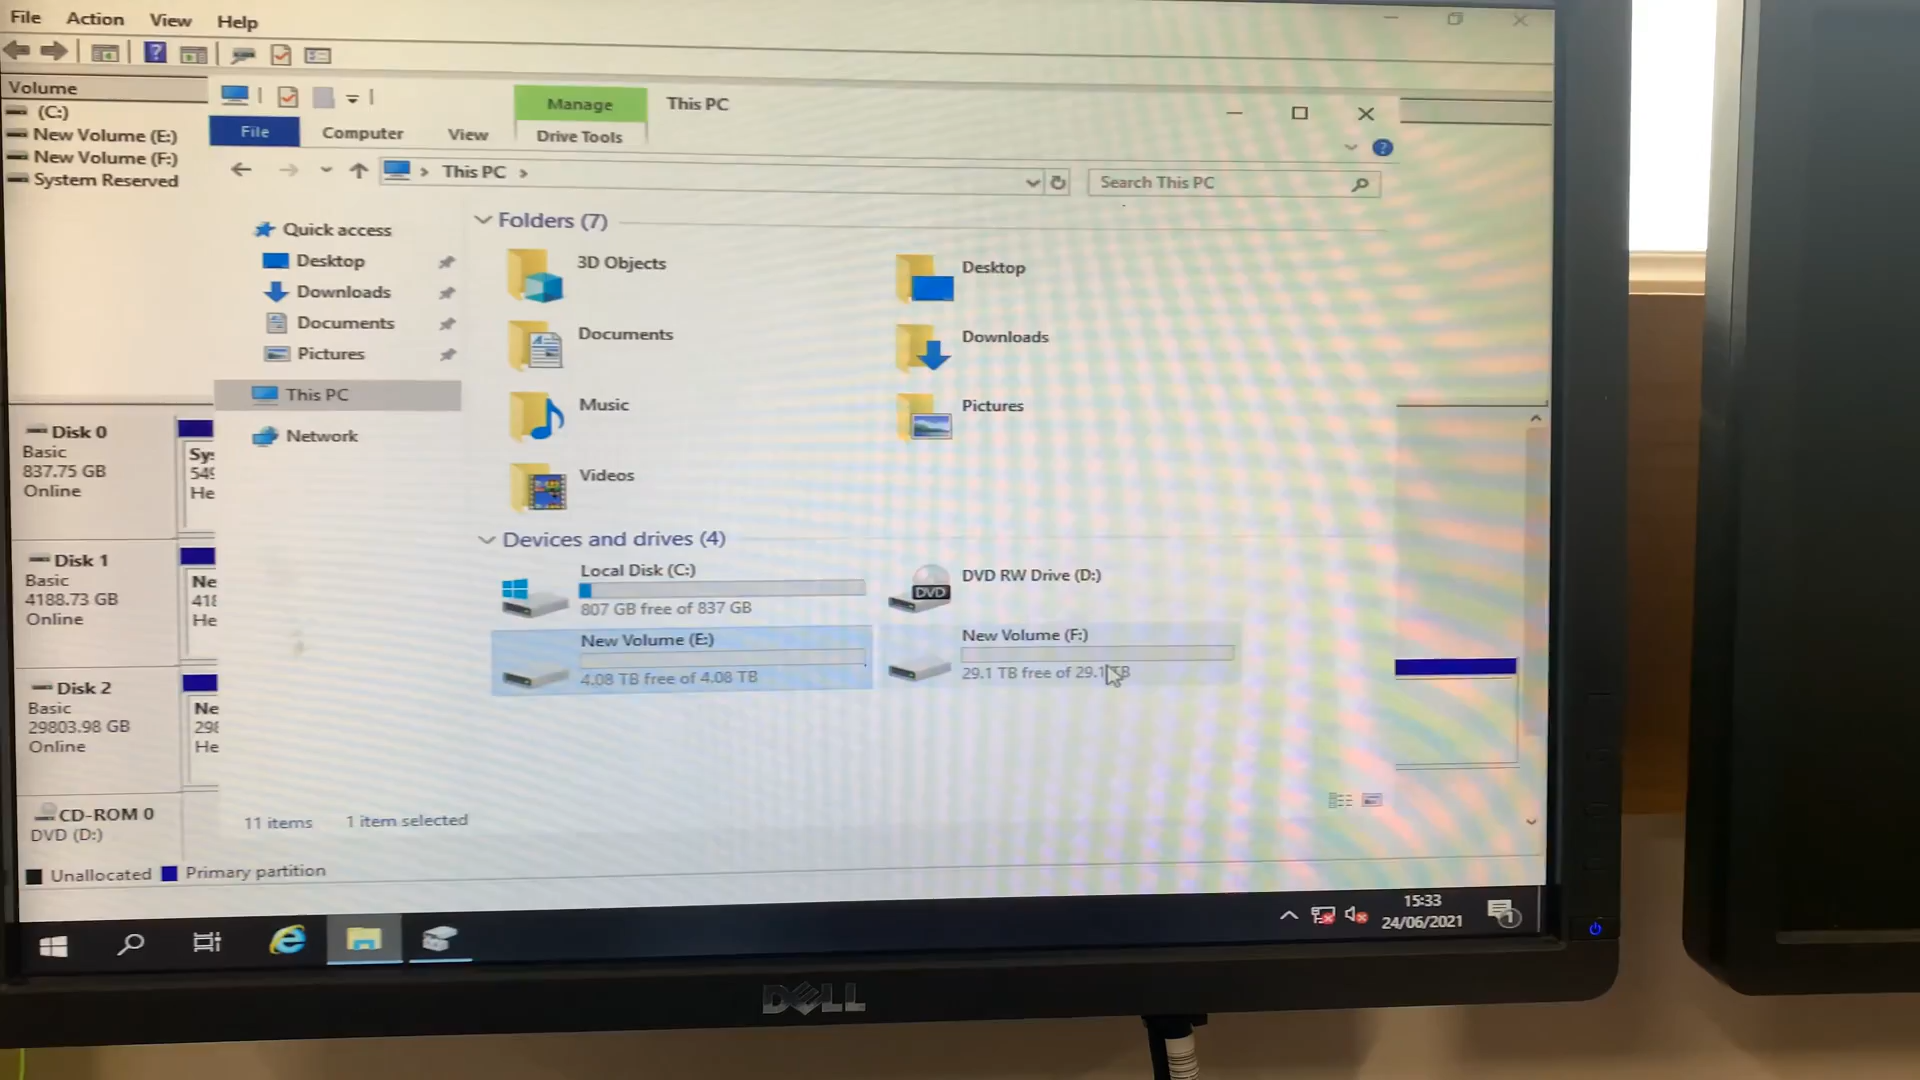 File Action View Help
Volume
(C:)
New Volume (E:)
New Volume (F:)
System Reserved
Manage
This PC
File Computer View Drive Tools
This PC
Search This PC
Quick access
Desktop
Downloads
Documents
Pictures
This PC
Network
Folders (7)
3D Objects
Desktop
Documents
Downloads
Music
Pictures
Videos
Devices and drives (4)
Local Disk (C:)
807 GB free of 837 GB
DVD RW Drive (D:)
DVD
New Volume (E:)
4.08 TB free of 4.08 TB
New Volume (F:)
29.1 TB free of 29.1 TB
11 items 1 item selected
Disk 0
Basic
837.75 GB
Online
Sy
549
He
Disk 1
Basic
4188.73 GB
Online
Ne
418
He
Disk 2
Basic
29803.98 GB
Online
Ne
298
He
CD-ROM 0
DVD (D:)
Unallocated Primary partition
15:33
24/06/2021
1
DELL